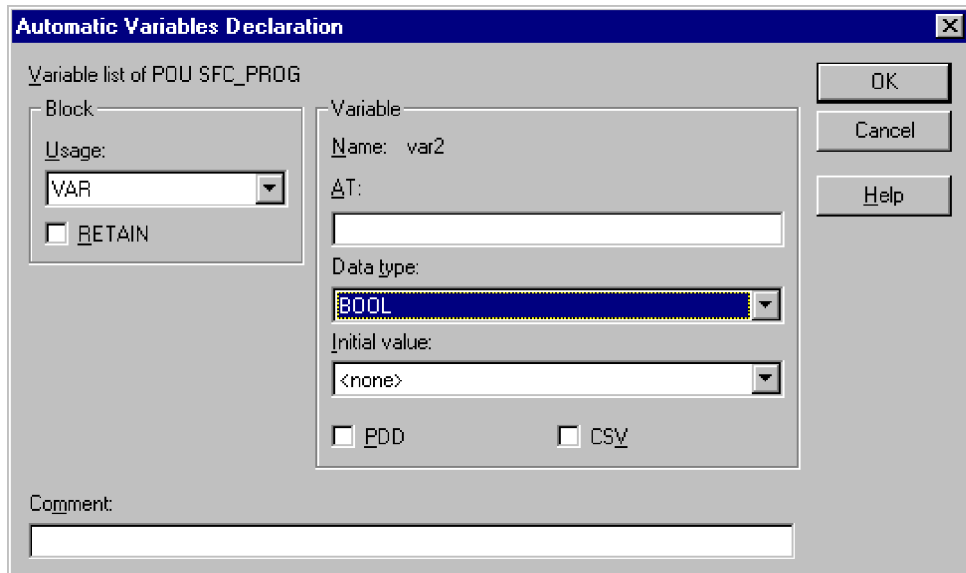 Automatic Variables Declaration
Variable list of POU SFC_PROG
Block
Usage:
VAR
RETAIN
Variable
Name: var2
AT:
Data type:
BOOL
Initial value:
<none>
PDD CSV
OK
Cancel
Help
Comment: